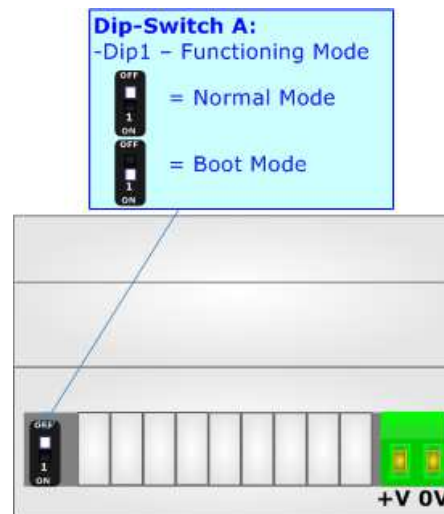 Dip-Switch A:
-Dip1 – Functioning Mode
OFF
1
ON
= Normal Mode
OFF
1
ON
= Boot Mode
OFF
1
ON
+V 0V